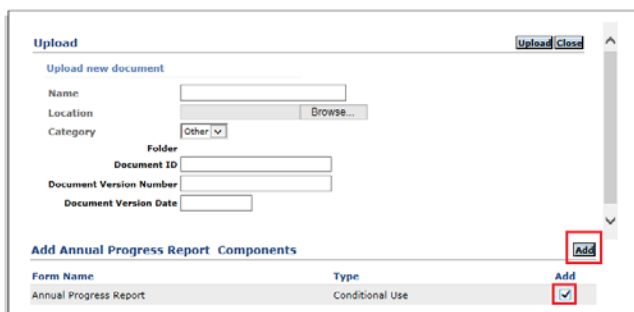 Upload Upload Close
Upload new document
Name
Location Browse...
Category Other
Folder
Document ID
Document Version Number
Document Version Date
Add Annual Progress Report Components Add
Form Name Type Add
Annual Progress Report Conditional Use